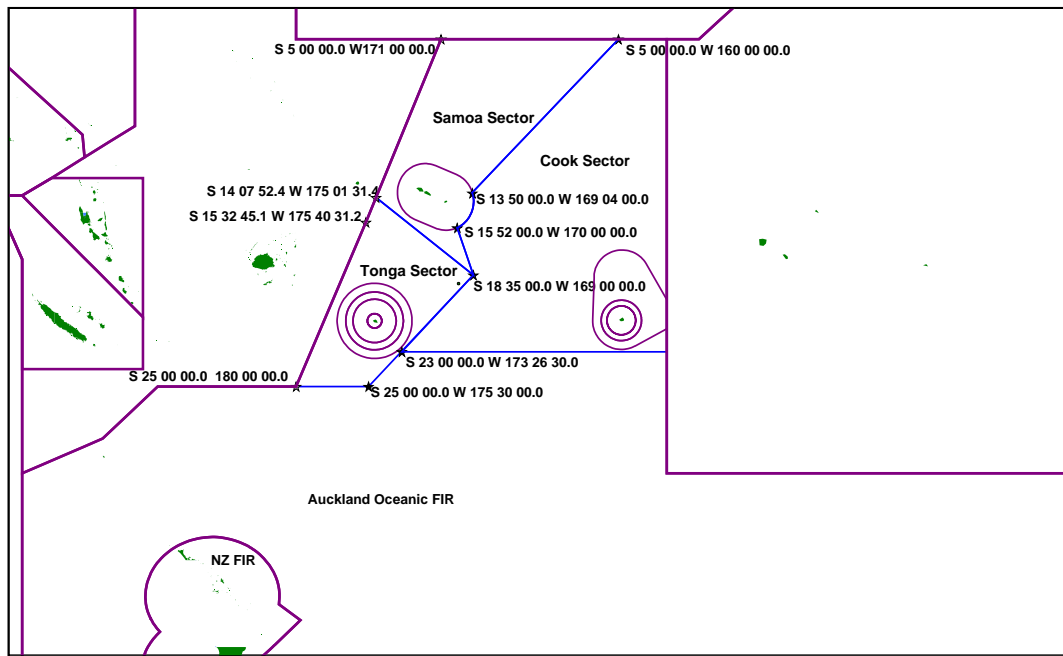 S 5 00 00.0 W171 00 00.0
S 5 00 00.0 W 160 00 00.0
Samoa Sector
Cook Sector
S 14 07 52.4 W 175 01 31.4
S 13 50 00.0 W 169 04 00.0
S 15 32 45.1 W 175 40 31.2
S 15 52 00.0 W 170 00 00.0
Tonga Sector
S 18 35 00.0 W 169 00 00.0
S 23 00 00.0 W 173 26 30.0
S 25 00 00.0  180 00 00.0
S 25 00 00.0 W 175 30 00.0
Auckland Oceanic FIR
NZ FIR